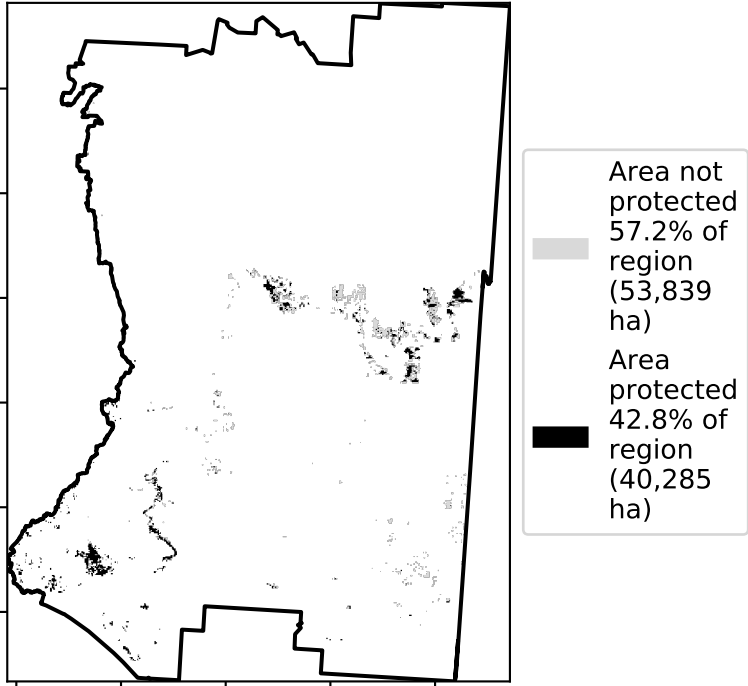 Area not
protected
57.2% of
region
(53,839
ha)
Area
protected
42.8% of
region
(40,285
ha)